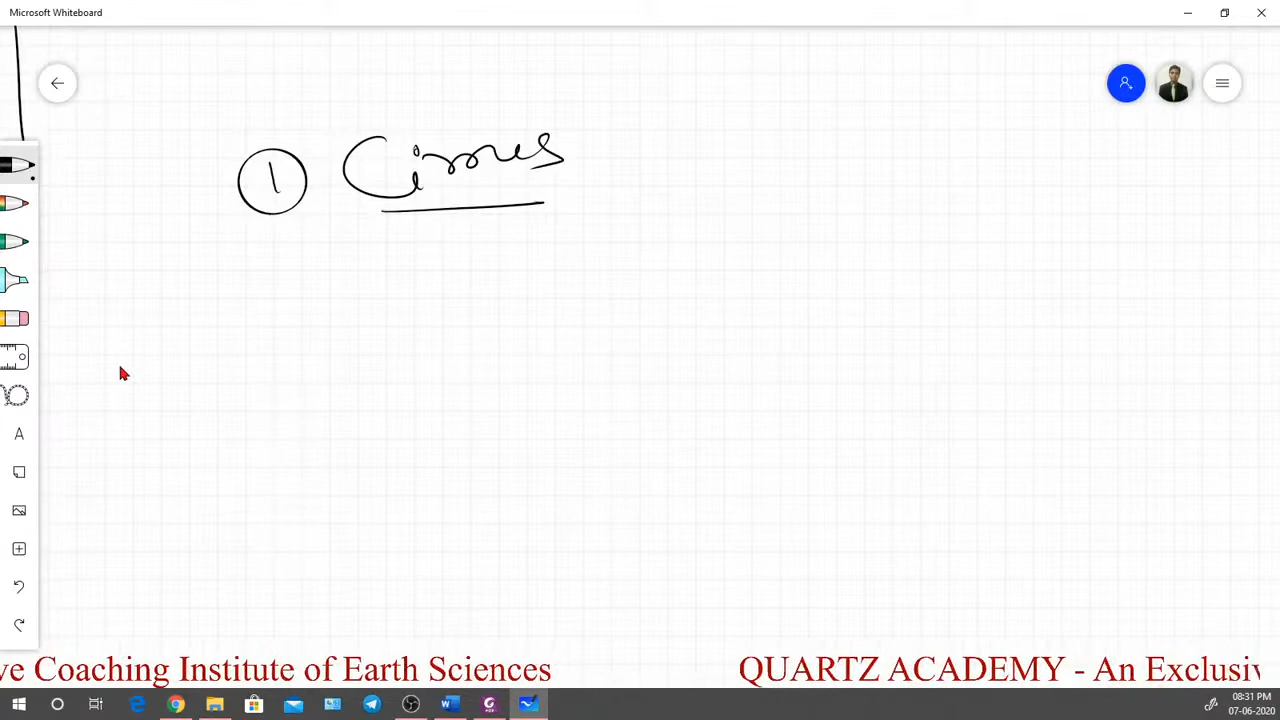 Microsoft Whiteboard
① Cirrus
A
ve Coaching Institute of Earth Sciences QUARTZ ACADEMY - An Exclusiv
08:31 PM
07-06-2020